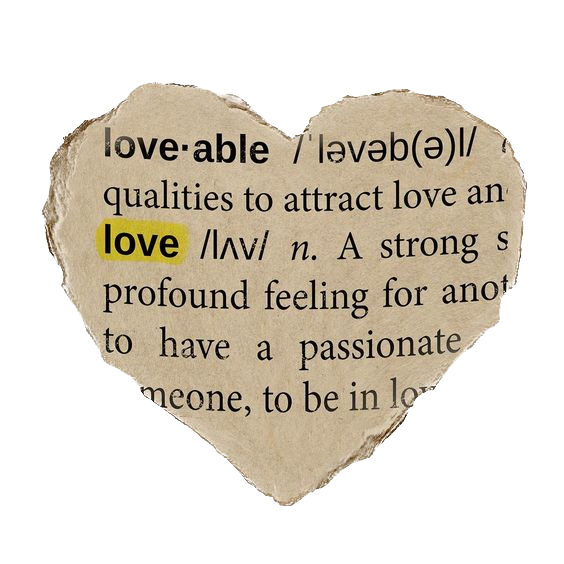 love·able /ˈləvəb(ə)l/
qualities to attract love an
love /lʌv/ n. A strong s
profound feeling for anot
to have a passionate
meone, to be in lov